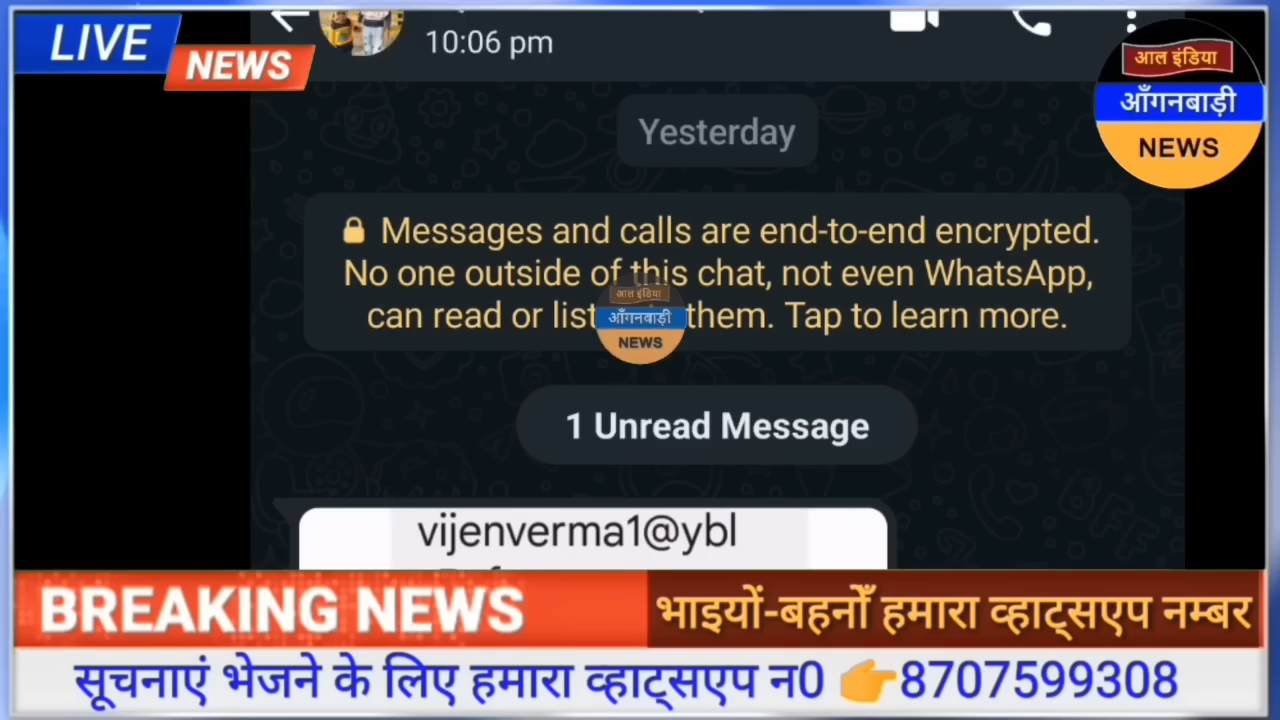 LIVE
NEWS
10:06 pm
आल इंडिया
आँगनबाड़ी
NEWS
Yesterday
🔒 Messages and calls are end-to-end encrypted.
No one outside of this chat, not even WhatsApp,
can read or list them. Tap to learn more.
आल इंडिया
आँगनबाड़ी
NEWS
1 Unread Message
vijenverma1@ybl
BREAKING NEWS
भाइयों-बहनोँ हमारा व्हाट्सएप नम्बर
सूचनाएं भेजने के लिए हमारा व्हाट्सएप न0 👉8707599308